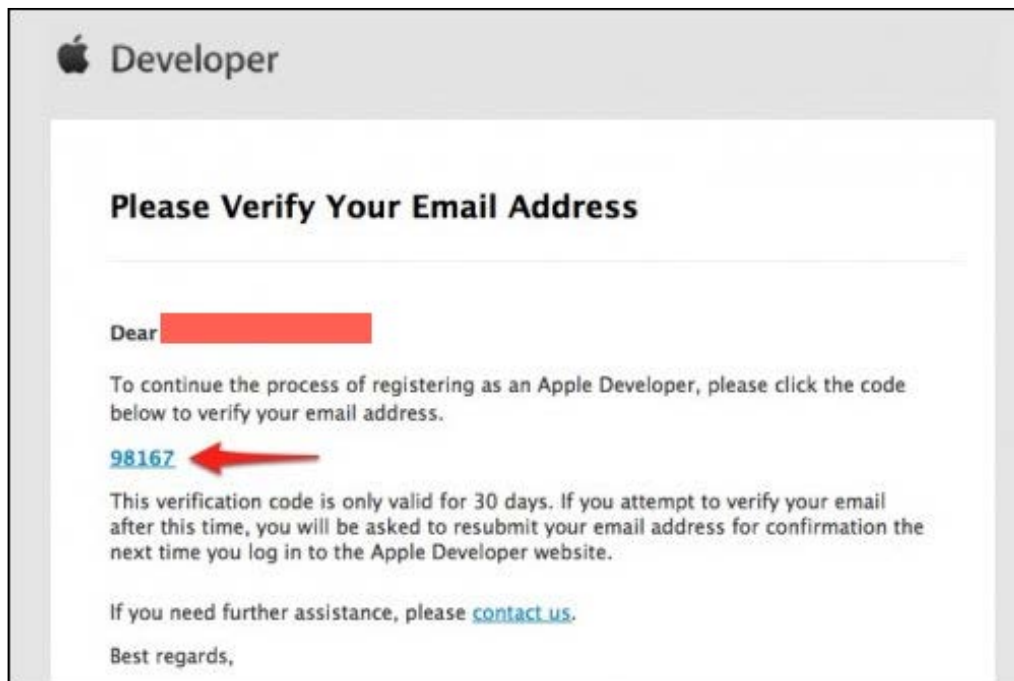 Developer
Please Verify Your Email Address
Dear
To continue the process of registering as an Apple Developer, please click the code
below to verify your email address.
98167
This verification code is only valid for 30 days. If you attempt to verify your email
after this time, you will be asked to resubmit your email address for confirmation the
next time you log in to the Apple Developer website.
If you need further assistance, please contact us.
Best regards,